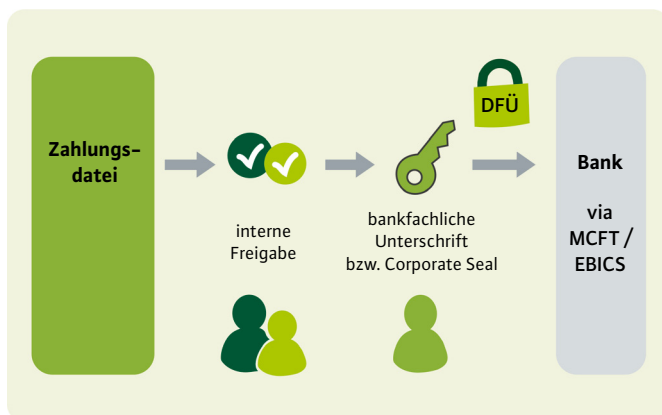 Zahlungs-
datei
interne
Freigabe
bankfachliche
Unterschrift
bzw. Corporate Seal
DFÜ
Bank
via
MCFT /
EBICS